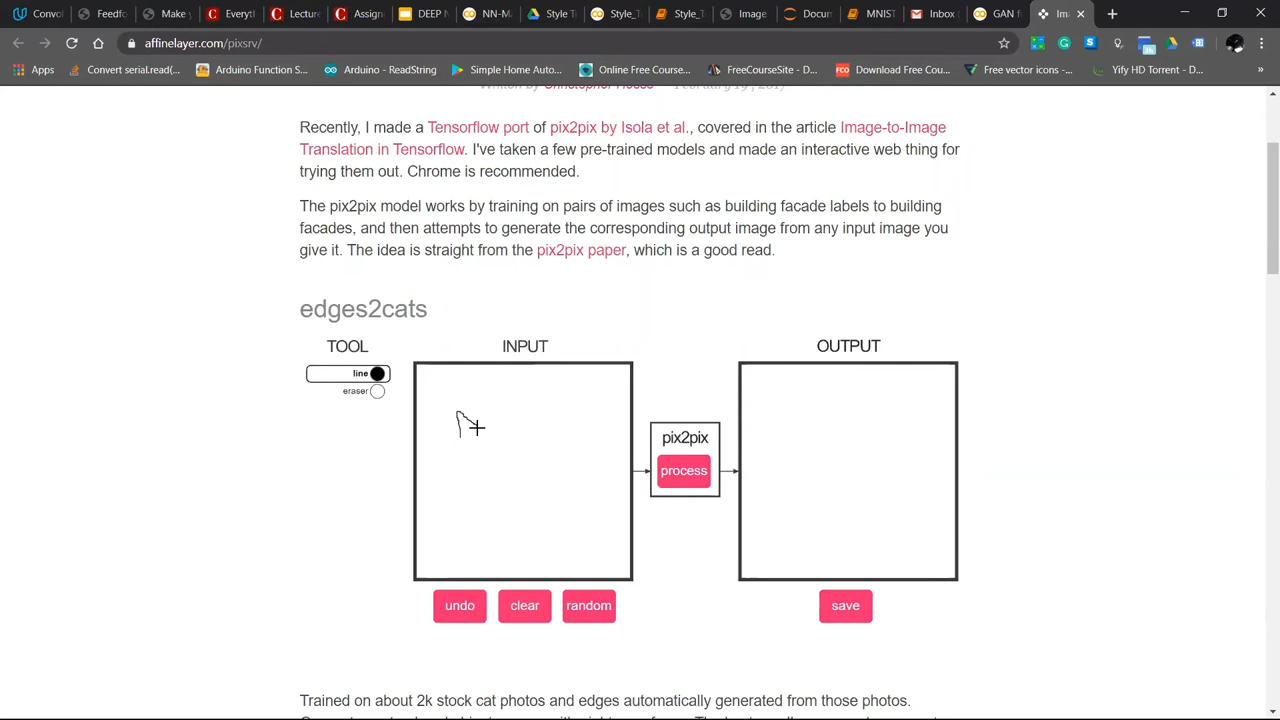 Convol
Feedfo
Make y
Everyt
Lecture
Assign
DEEP N
NN-Ma
Style Ti
Style_T
Style_T
Image
Docum
MNIST
Inbox (
GAN f
Ima
affinelayer.com/pixsrv/
Apps
Convert serial.read(...
Arduino Function S...
Arduino - ReadString
Simple Home Auto...
Online Free Course...
FreeCourseSite - D...
Download Free Cou...
Free vector icons -...
Yify HD Torrent - D...
Recently, I made a Tensorflow port of pix2pix by Isola et al., covered in the article Image-to-Image
Translation in Tensorflow. I've taken a few pre-trained models and made an interactive web thing for
trying them out. Chrome is recommended.
The pix2pix model works by training on pairs of images such as building facade labels to building
facades, and then attempts to generate the corresponding output image from any input image you
give it. The idea is straight from the pix2pix paper, which is a good read.
edges2cats
TOOL
INPUT
OUTPUT
line
eraser
pix2pix
process
undo
clear
random
save
Trained on about 2k stock cat photos and edges automatically generated from those photos.